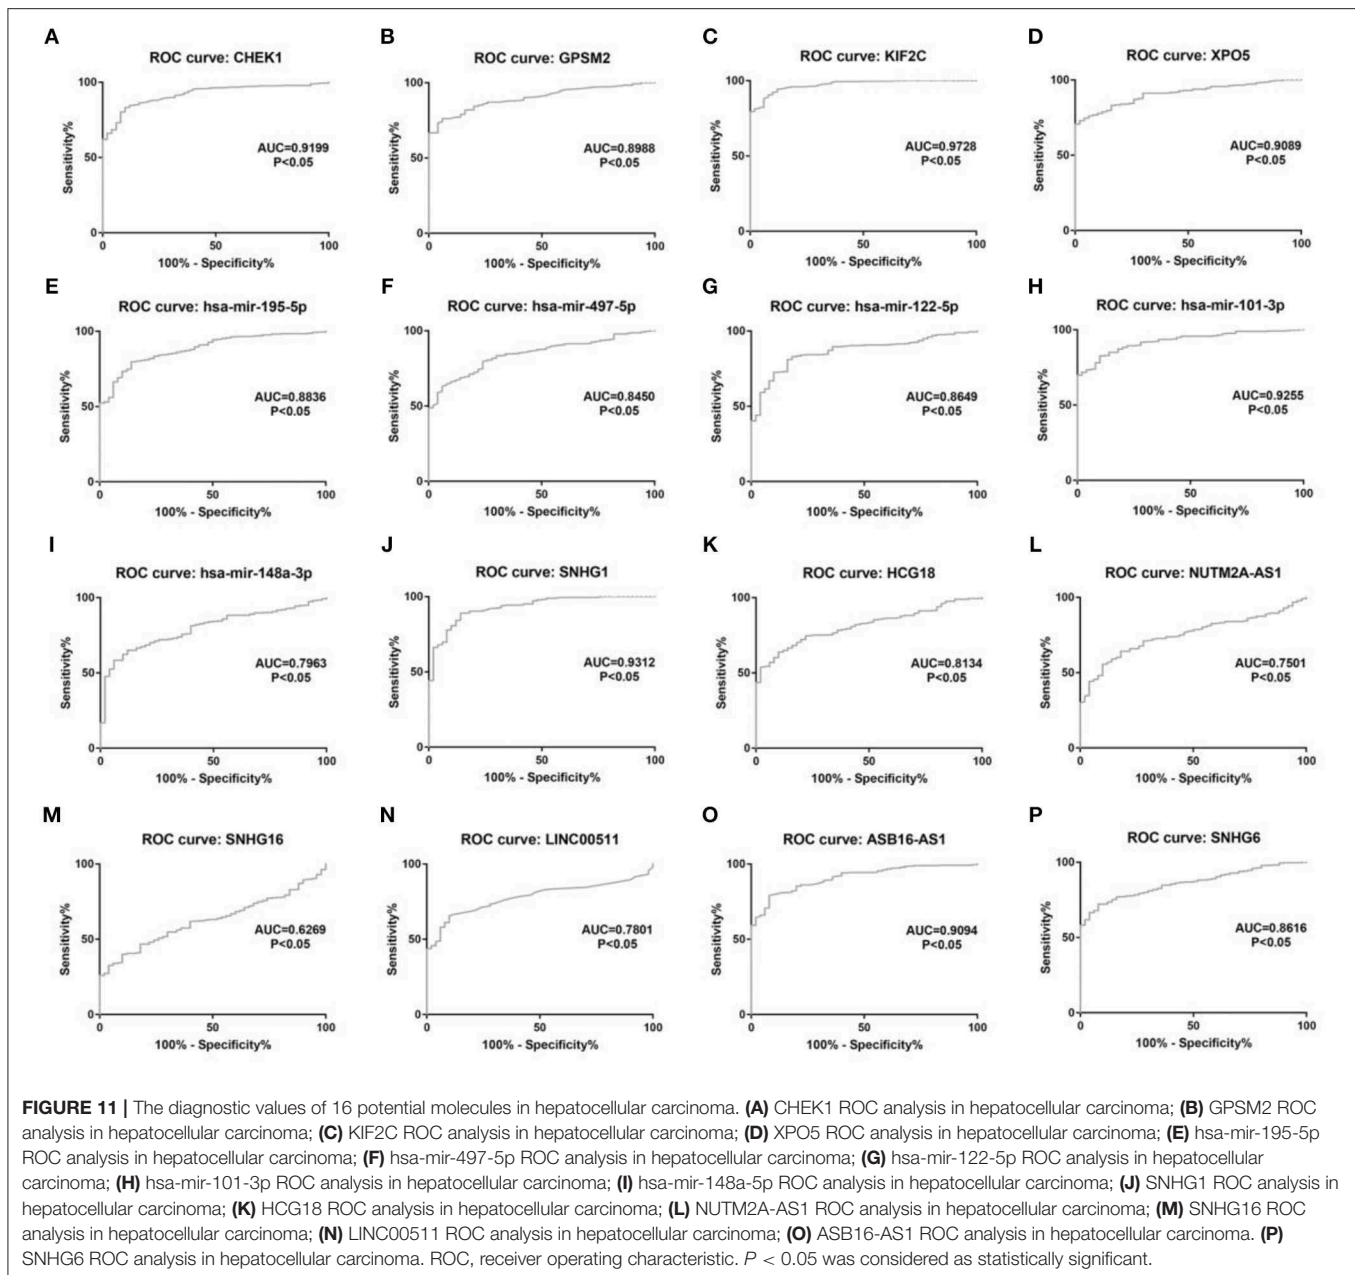 A
ROC curve: CHEK1
Sensitivity%
100
50
0
AUC=0.9199
P<0.05
0 50 100
100% - Specificity%
B
ROC curve: GPSM2
Sensitivity%
100
50
0
AUC=0.8988
P<0.05
0 50 100
100% - Specificity%
C
ROC curve: KIF2C
Sensitivity%
100
50
0
AUC=0.9728
P<0.05
0 50 100
100% - Specificity%
D
ROC curve: XPO5
Sensitivity%
100
50
0
AUC=0.9089
P<0.05
0 50 100
100% - Specificity%
E
ROC curve: hsa-mir-195-5p
Sensitivity%
100
50
0
AUC=0.8836
P<0.05
0 50 100
100% - Specificity%
F
ROC curve: hsa-mir-497-5p
Sensitivity%
100
50
0
AUC=0.8450
P<0.05
0 50 100
100% - Specificity%
G
ROC curve: hsa-mir-122-5p
Sensitivity%
100
50
0
AUC=0.8649
P<0.05
0 50 100
100% - Specificity%
H
ROC curve: hsa-mir-101-3p
Sensitivity%
100
50
0
AUC=0.9255
P<0.05
0 50 100
100% - Specificity%
I
ROC curve: hsa-mir-148a-3p
Sensitivity%
100
50
0
AUC=0.7963
P<0.05
0 50 100
100% - Specificity%
J
ROC curve: SNHG1
Sensitivity%
100
50
0
AUC=0.9312
P<0.05
0 50 100
100% - Specificity%
K
ROC curve: HCG18
Sensitivity%
100
50
0
AUC=0.8134
P<0.05
0 50 100
100% - Specificity%
L
ROC curve: NUTM2A-AS1
Sensitivity%
100
50
0
AUC=0.7501
P<0.05
0 50 100
100% - Specificity%
M
ROC curve: SNHG16
Sensitivity%
100
50
0
AUC=0.6269
P<0.05
0 50 100
100% - Specificity%
N
ROC curve: LINC00511
Sensitivity%
100
50
0
AUC=0.7801
P<0.05
0 50 100
100% - Specificity%
O
ROC curve: ASB16-AS1
Sensitivity%
100
50
0
AUC=0.9094
P<0.05
0 50 100
100% - Specificity%
P
ROC curve: SNHG6
Sensitivity%
100
50
0
AUC=0.8616
P<0.05
0 50 100
100% - Specificity%
FIGURE 11 | The diagnostic values of 16 potential molecules in hepatocellular carcinoma. (A) CHEK1 ROC analysis in hepatocellular carcinoma; (B) GPSM2 ROC
analysis in hepatocellular carcinoma; (C) KIF2C ROC analysis in hepatocellular carcinoma; (D) XPO5 ROC analysis in hepatocellular carcinoma; (E) hsa-mir-195-5p
ROC analysis in hepatocellular carcinoma; (F) hsa-mir-497-5p ROC analysis in hepatocellular carcinoma; (G) hsa-mir-122-5p ROC analysis in hepatocellular
carcinoma; (H) hsa-mir-101-3p ROC analysis in hepatocellular carcinoma; (I) hsa-mir-148a-5p ROC analysis in hepatocellular carcinoma; (J) SNHG1 ROC analysis in
hepatocellular carcinoma; (K) HCG18 ROC analysis in hepatocellular carcinoma; (L) NUTM2A-AS1 ROC analysis in hepatocellular carcinoma; (M) SNHG16 ROC
analysis in hepatocellular carcinoma; (N) LINC00511 ROC analysis in hepatocellular carcinoma; (O) ASB16-AS1 ROC analysis in hepatocellular carcinoma. (P)
SNHG6 ROC analysis in hepatocellular carcinoma. ROC, receiver operating characteristic. P < 0.05 was considered as statistically significant.